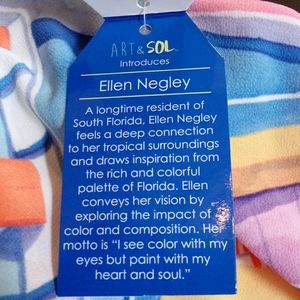 ART & SOL
introduces
Ellen Negley
A longtime resident of
South Florida, Ellen Negley
feels a deep connection
to her tropical surroundings
and draws inspiration from
the rich and colorful
palette of Florida. Ellen
conveys her vision by
exploring the impact of
color and composition. Her
motto is “I see color with my
eyes but paint with my
heart and soul.”